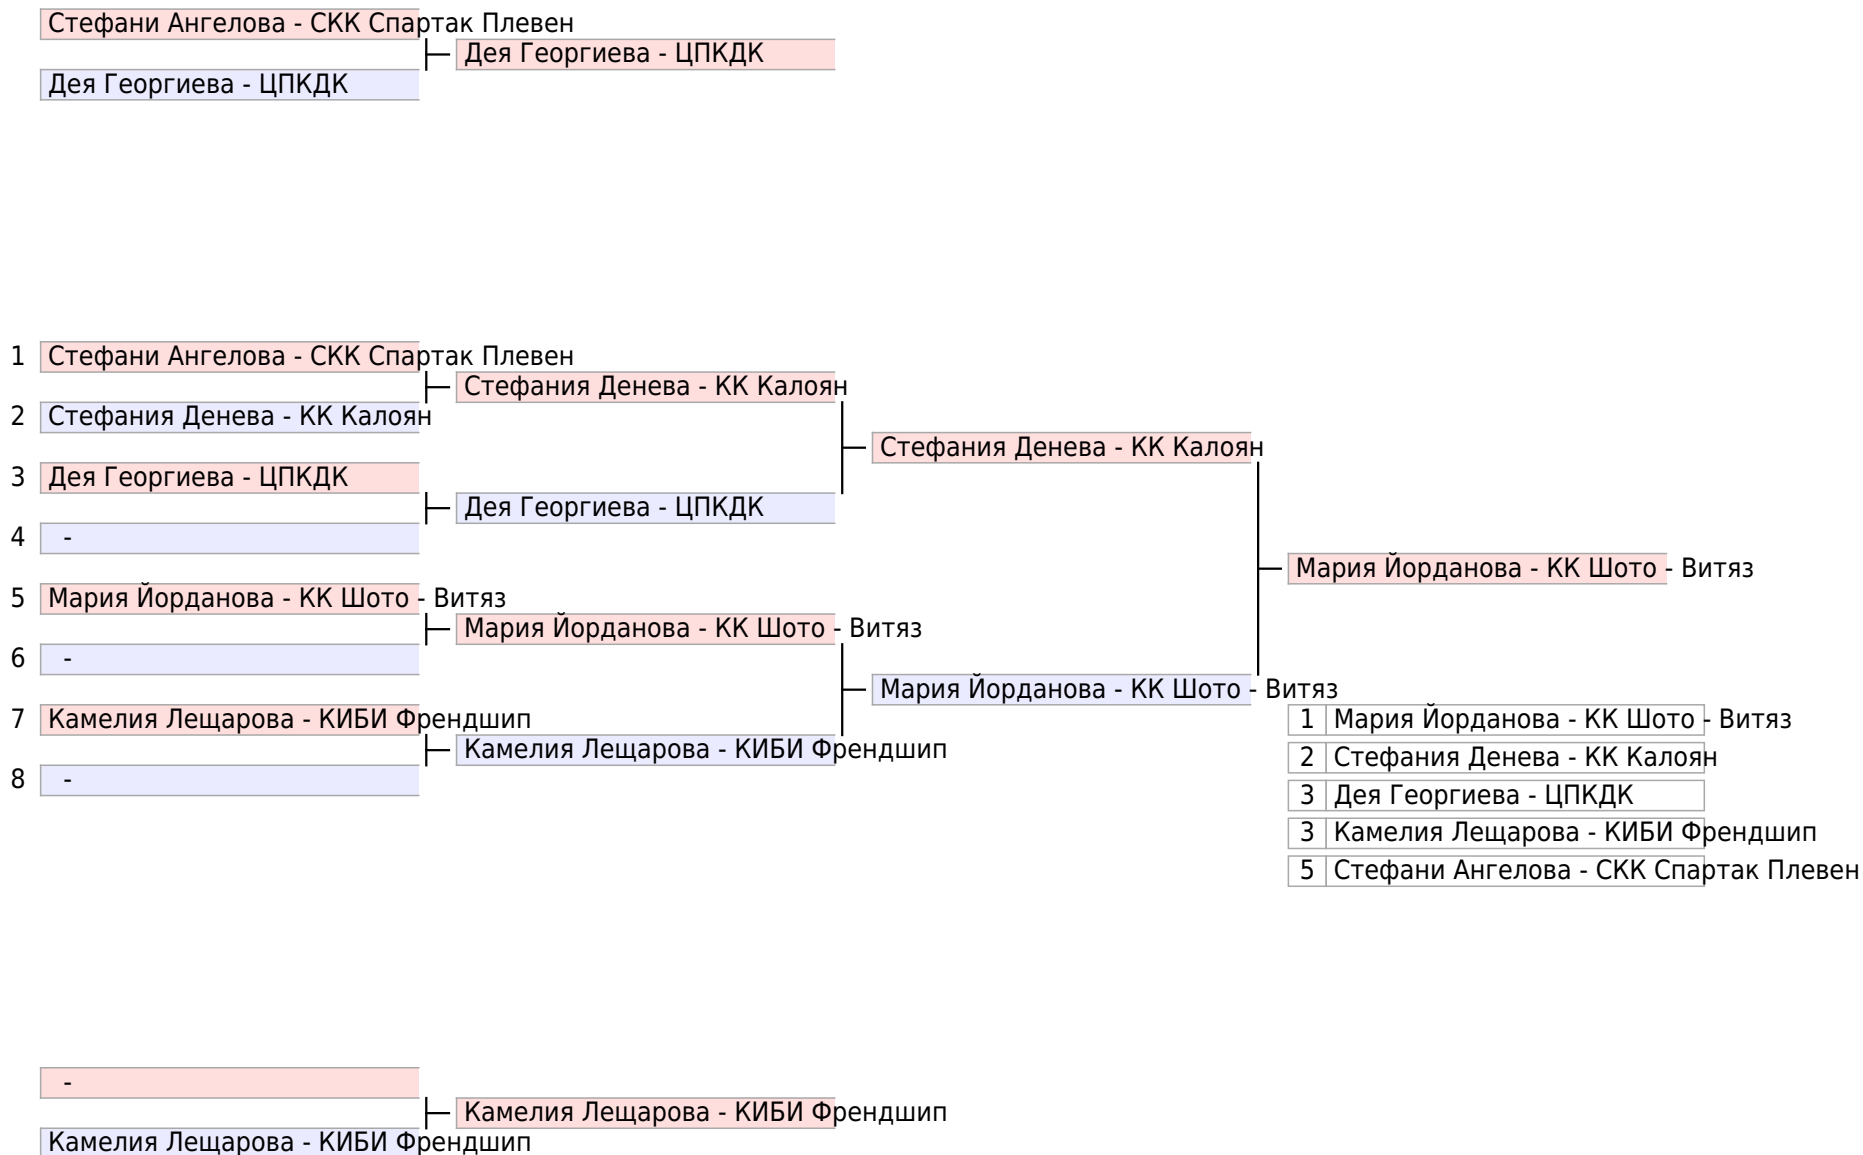 Стефани Ангелова - СКК Спартак Плевен
Дея Георгиева - ЦПКДК
Дея Георгиева - ЦПКДК
1 Стефани Ангелова - СКК Спартак Плевен
Стефания Денева - КК Калоян
2 Стефания Денева - КК Калоян
Стефания Денева - КК Калоян
3 Дея Георгиева - ЦПКДК
Дея Георгиева - ЦПКДК
4 -
Мария Йорданова - КК Шото - Витяз
5 Мария Йорданова - КК Шото - Витяз
Мария Йорданова - КК Шото - Витяз
6 -
Мария Йорданова - КК Шото - Витяз
7 Камелия Лещарова - КИБИ Френдшип
1 Мария Йорданова - КК Шото - Витяз
Камелия Лещарова - КИБИ Френдшип
2 Стефания Денева - КК Калоян
8 -
3 Дея Георгиева - ЦПКДК
3 Камелия Лещарова - КИБИ Френдшип
5 Стефани Ангелова - СКК Спартак Плевен
-
Камелия Лещарова - КИБИ Френдшип
Камелия Лещарова - КИБИ Френдшип